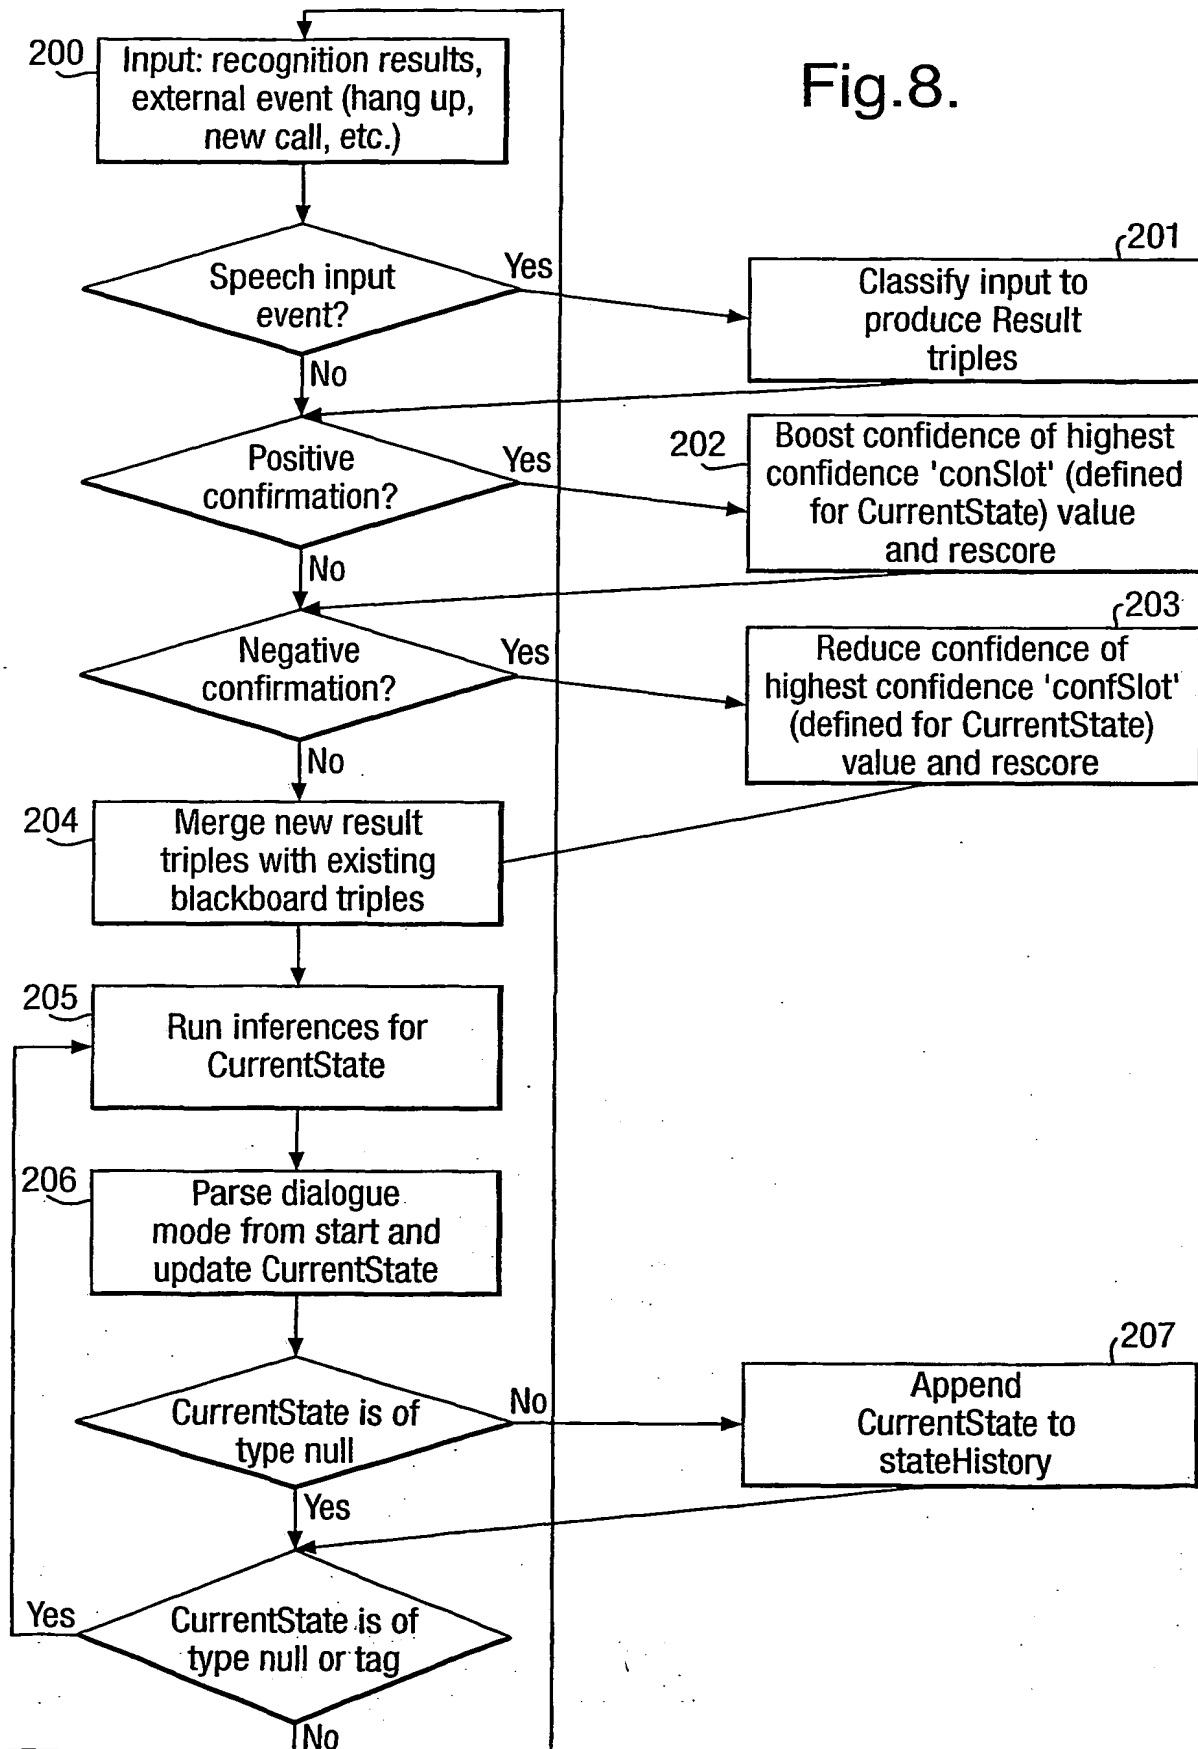 Fig.8.
200
Input: recognition results,
external event (hang up,
new call, etc.)
Speech input
event?
Yes
No
201
Classify input to
produce Result
triples
Positive
confirmation?
Yes
No
202
Boost confidence of highest
confidence 'conSlot' (defined
for CurrentState) value
and rescore
Negative
confirmation?
Yes
No
203
Reduce confidence of
highest confidence 'confSlot'
(defined for CurrentState)
value and rescore
204
Merge new result
triples with existing
blackboard triples
205
Run inferences for
CurrentState
206
Parse dialogue
mode from start and
update CurrentState
CurrentState is of
type null
No
Yes
207
Append
CurrentState to
stateHistory
CurrentState is of
type null or tag
Yes
No